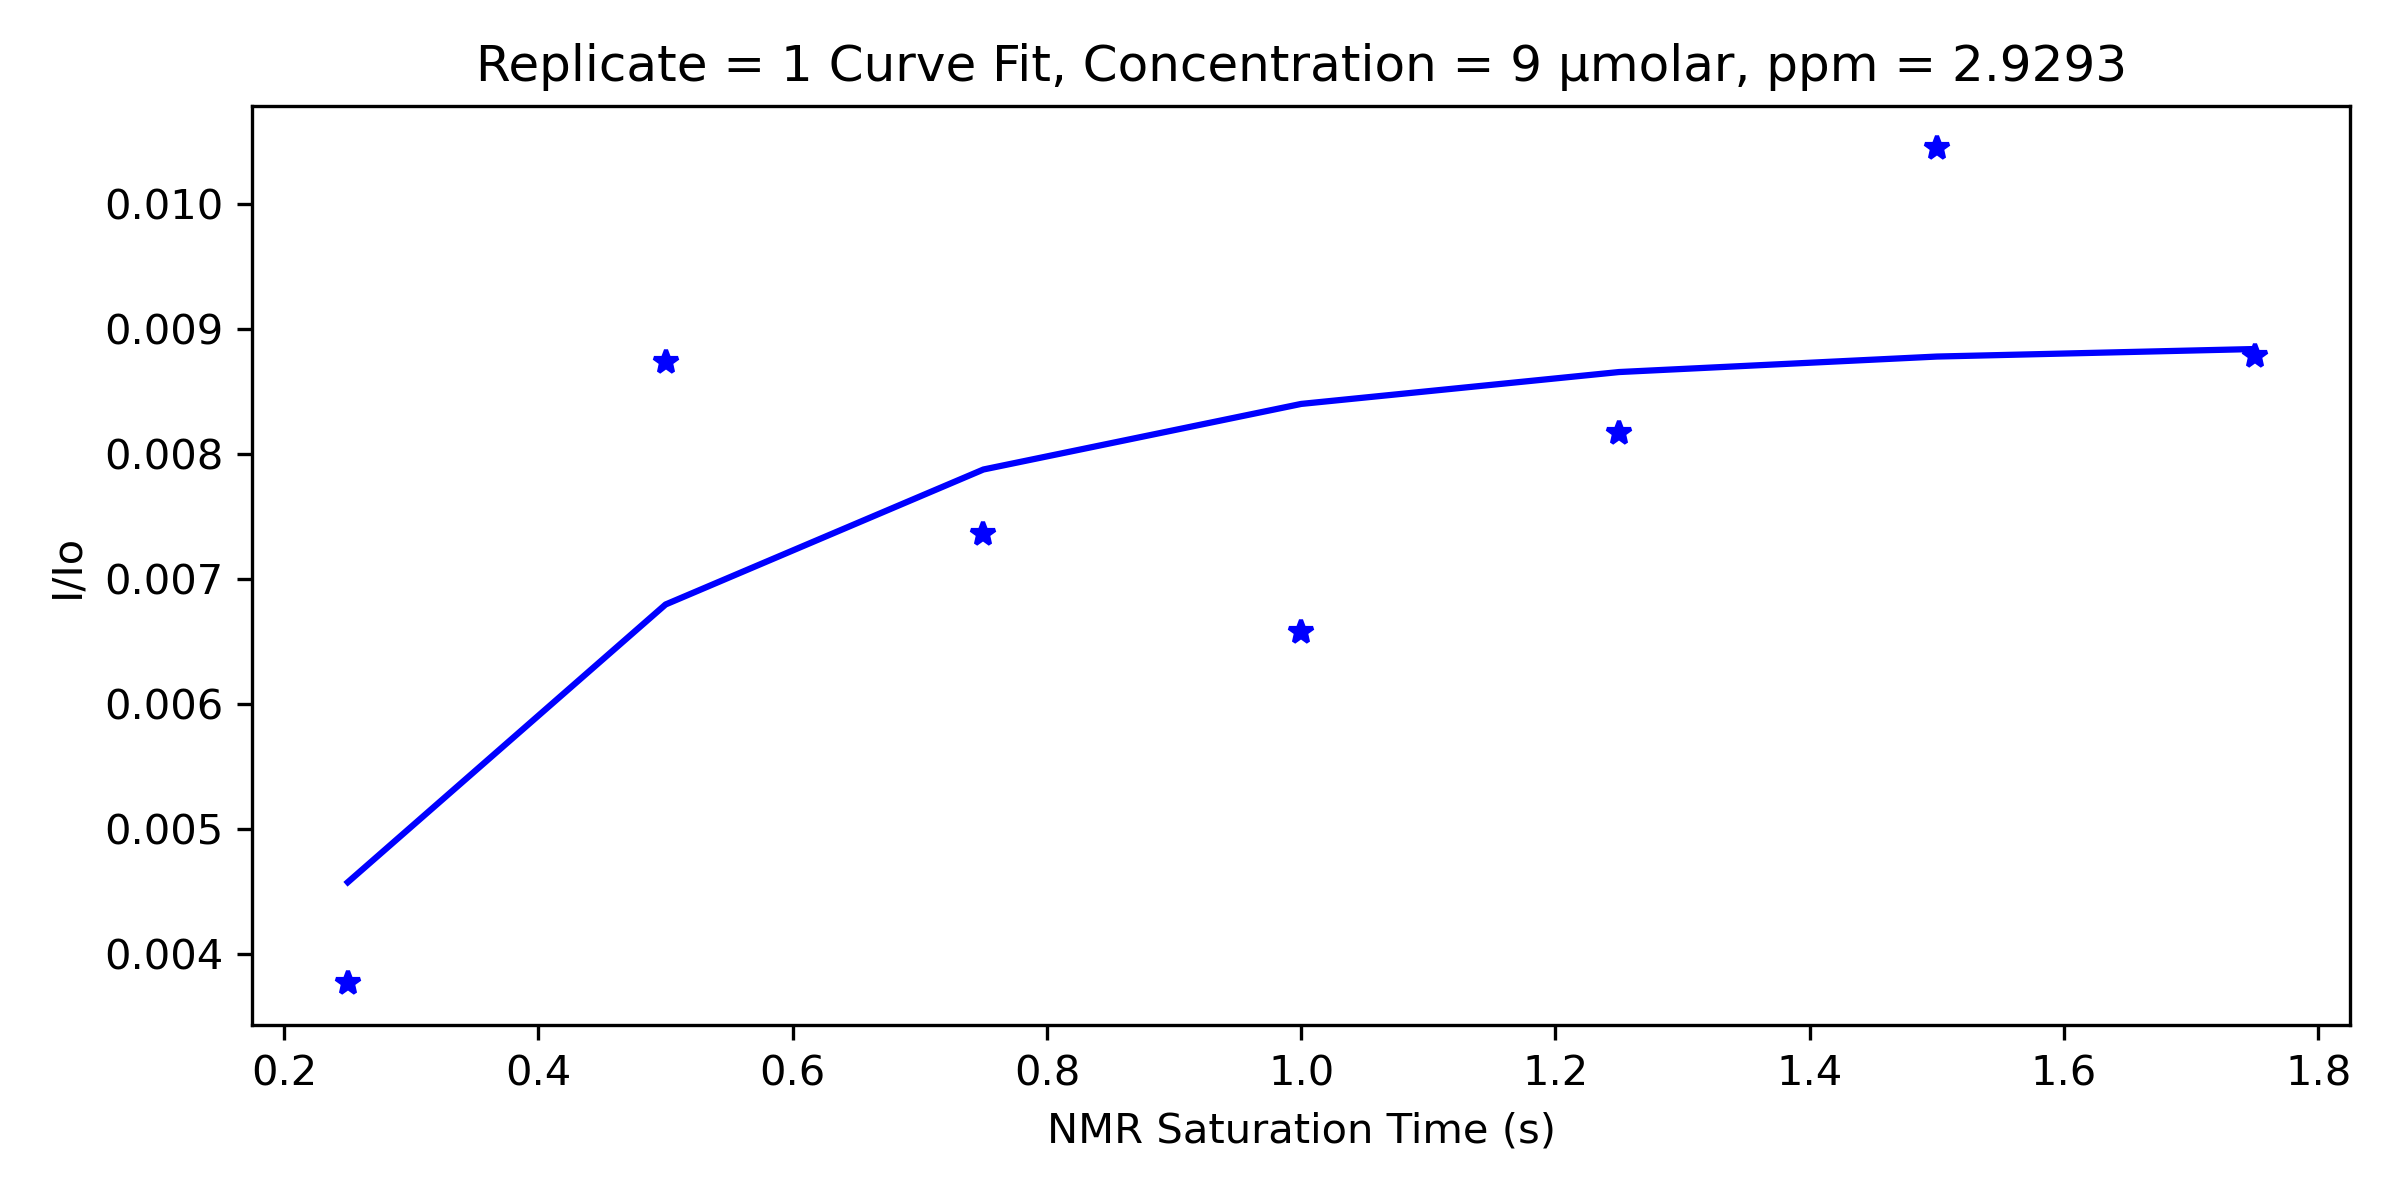 Replicate = 1 Curve Fit, Concentration = 9 µmolar, ppm = 2.9293
0.010
0.009
0.008
0.007
0.006
0.005
0.004
I/Io
0.2 0.4 0.6 0.8 1.0 1.2 1.4 1.6 1.8
NMR Saturation Time (s)